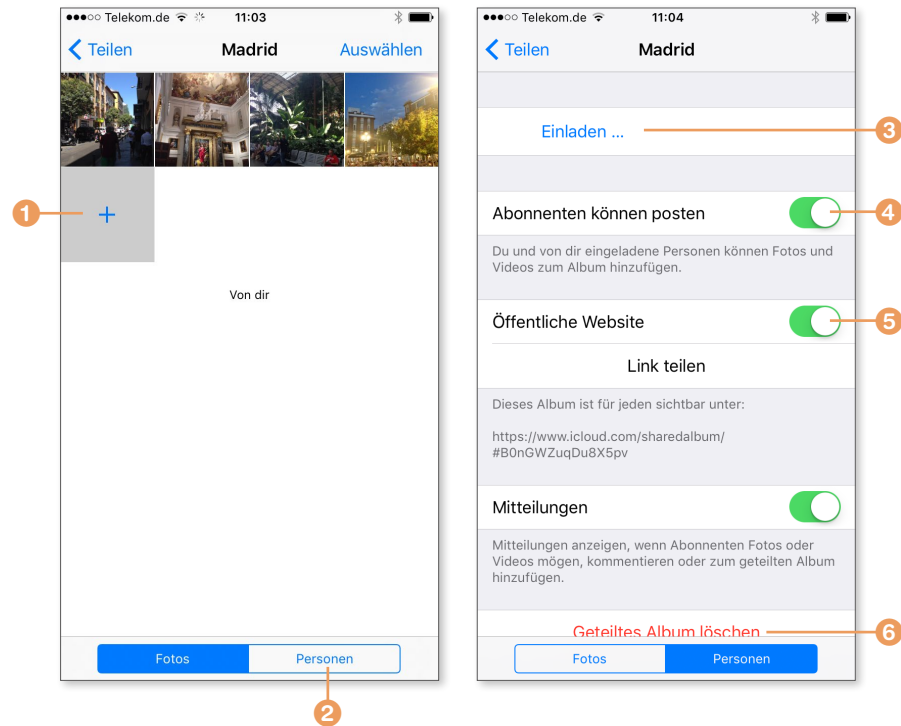 Telekom.de 11:03
Teilen Madrid Auswählen
1
+
Von dir
Fotos Personen
2
Telekom.de 11:04
Teilen Madrid
Einladen ...
3
Abonnenten können posten
4
Du und von dir eingeladene Personen können Fotos und
Videos zum Album hinzufügen.
Öffentliche Website
5
Link teilen
Dieses Album ist für jeden sichtbar unter:
https://www.icloud.com/sharedalbum/
#B0nGWZuqDu8X5pv
Mitteilungen
Mitteilungen anzeigen, wenn Abonnenten Fotos oder
Videos mögen, kommentieren oder zum geteilten Album
hinzufügen.
Geteiltes Album löschen
6
Fotos Personen